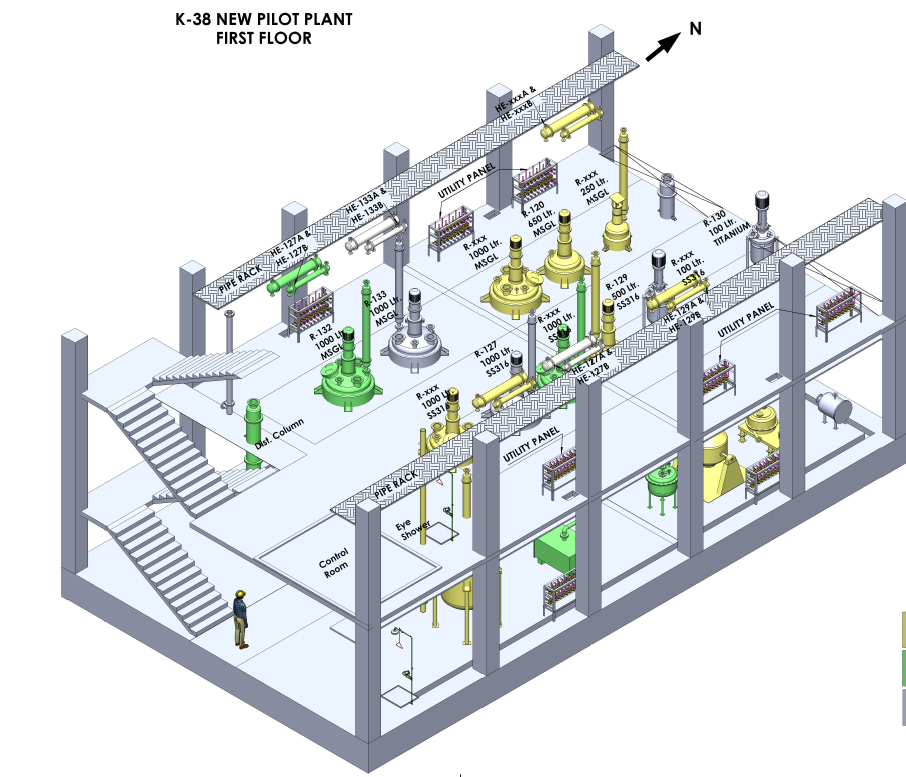 K-38 NEW PILOT PLANT
FIRST FLOOR
N
HE-xxxA &
HE-xxxB
UTILITY PANEL
R-xxx
250 Ltr.
MSGL
R-120
650 Ltr.
MSGL
R-xxx
1000 Ltr.
MSGL
HE-133A &
HE-133B
HE-127A &
HE-127B
PIPE RACK
R-130
100 Ltr.
TITANIUM
R-xxx
100 Ltr.
SS316
R-129
500 Ltr.
SS316
HE-129A &
HE-129B
UTILITY PANEL
R-133
1000 Ltr.
MSGL
R-132
1000 Ltr.
MSGL
R-xxx
1000 Ltr.
R-127
1000 Ltr.
SS316
HE-127A &
HE-127B
R-xxx
1000 Ltr.
SS316
Dist. Column
UTILITY PANEL
PIPE RACK
Eye
Shower
Control
Room